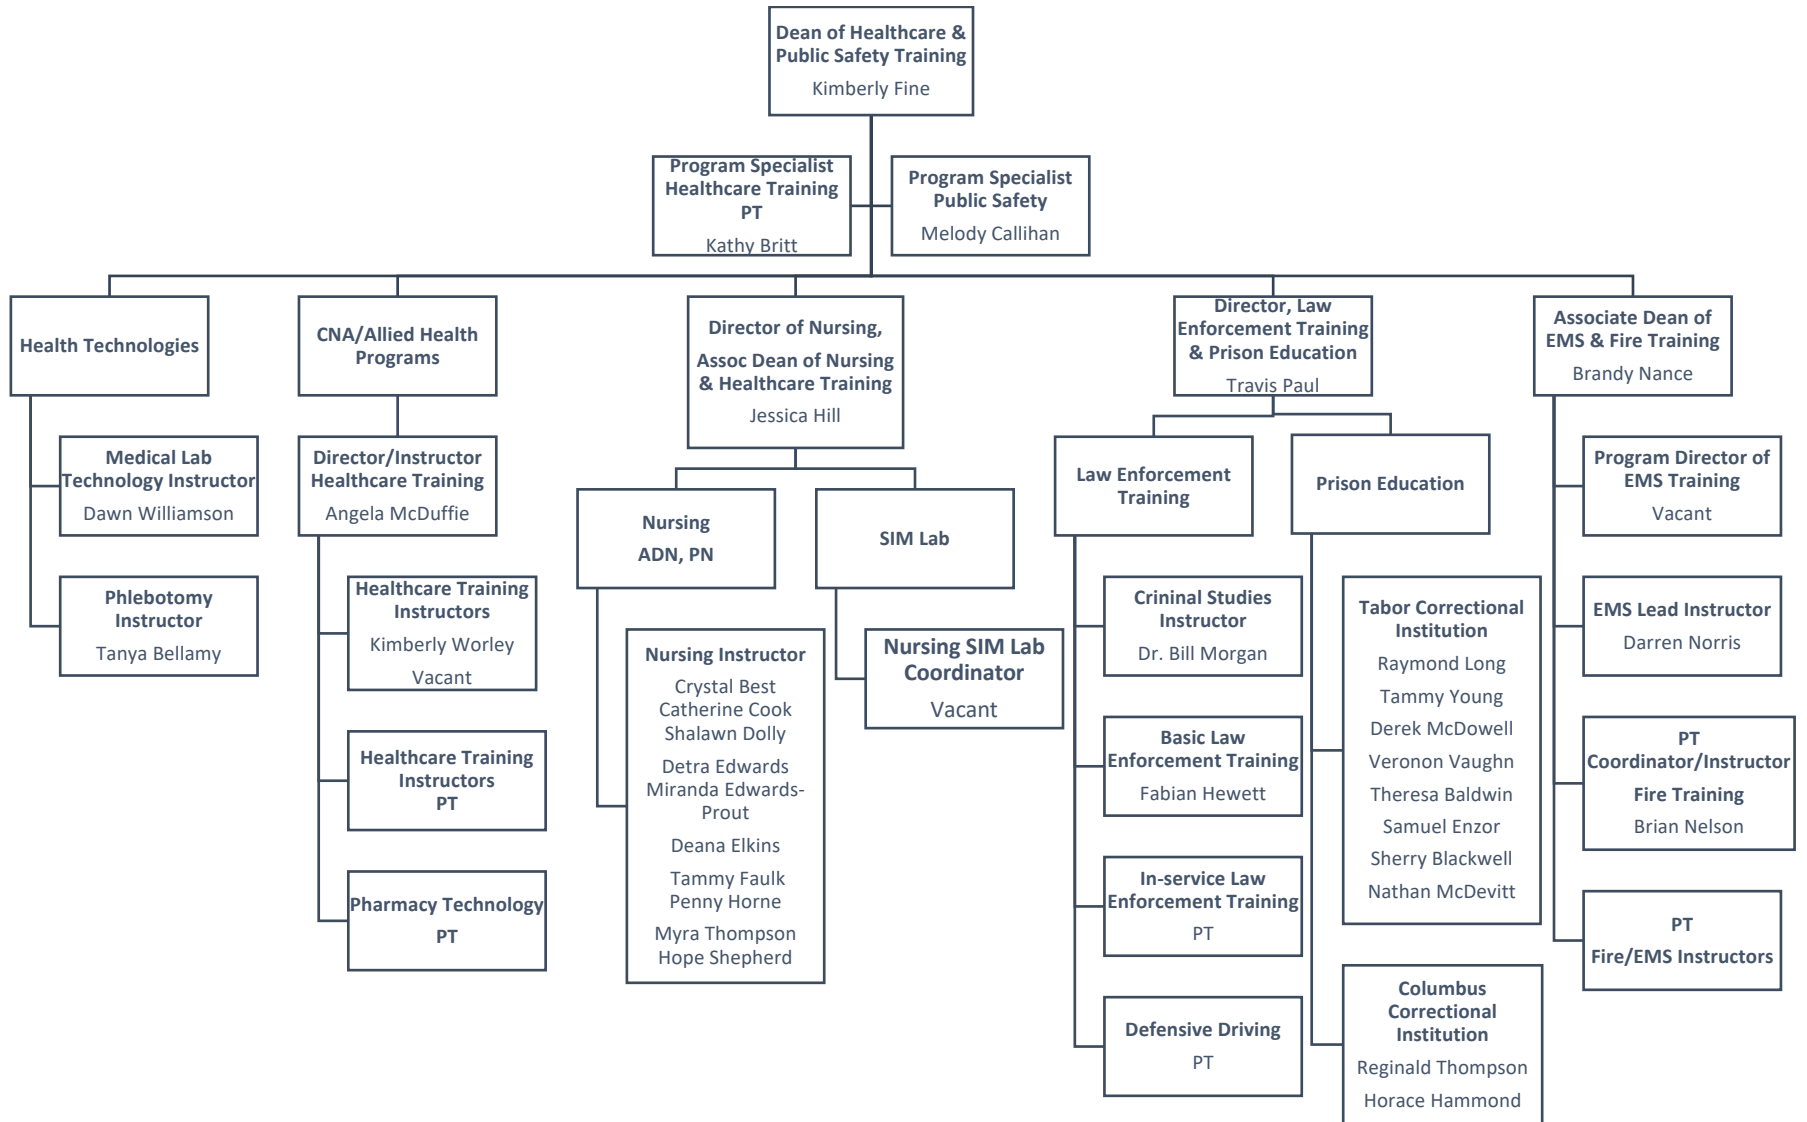 Dean of Healthcare &
Public Safety Training
Kimberly Fine
Program Specialist
Healthcare Training
PT
Kathy Britt
Program Specialist
Public Safety
Melody Callihan
Health Technologies
Medical Lab
Technology Instructor
Dawn Williamson
Phlebotomy
Instructor
Tanya Bellamy
CNA/Allied Health
Programs
Director/Instructor
Healthcare Training
Angela McDuffie
Healthcare Training
Instructors
Kimberly Worley
Vacant
Healthcare Training
Instructors
PT
Pharmacy Technology
PT
Director of Nursing,
Assoc Dean of Nursing
& Healthcare Training
Jessica Hill
Nursing
ADN, PN
Nursing Instructor
Crystal Best
Catherine Cook
Shalawn Dolly
Detra Edwards
Miranda Edwards-
Prout
Deana Elkins
Tammy Faulk
Penny Horne
Myra Thompson
Hope Shepherd
SIM Lab
Nursing SIM Lab
Coordinator
Vacant
Director, Law
Enforcement Training
& Prison Education
Travis Paul
Law Enforcement
Training
Crininal Studies
Instructor
Dr. Bill Morgan
Basic Law
Enforcement Training
Fabian Hewett
In-service Law
Enforcement Training
PT
Defensive Driving
PT
Prison Education
Tabor Correctional
Institution
Raymond Long
Tammy Young
Derek McDowell
Veronon Vaughn
Theresa Baldwin
Samuel Enzor
Sherry Blackwell
Nathan McDevitt
Columbus
Correctional
Institution
Reginald Thompson
Horace Hammond
Associate Dean of
EMS & Fire Training
Brandy Nance
Program Director of
EMS Training
Vacant
EMS Lead Instructor
Darren Norris
PT
Coordinator/Instructor
Fire Training
Brian Nelson
PT
Fire/EMS Instructors